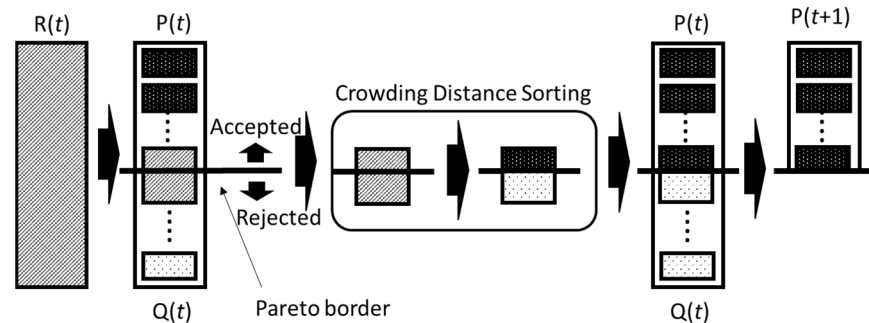 R(t)
P(t)
Accepted
Rejected
Pareto border
Q(t)
Crowding Distance Sorting
P(t)
Q(t)
P(t+1)